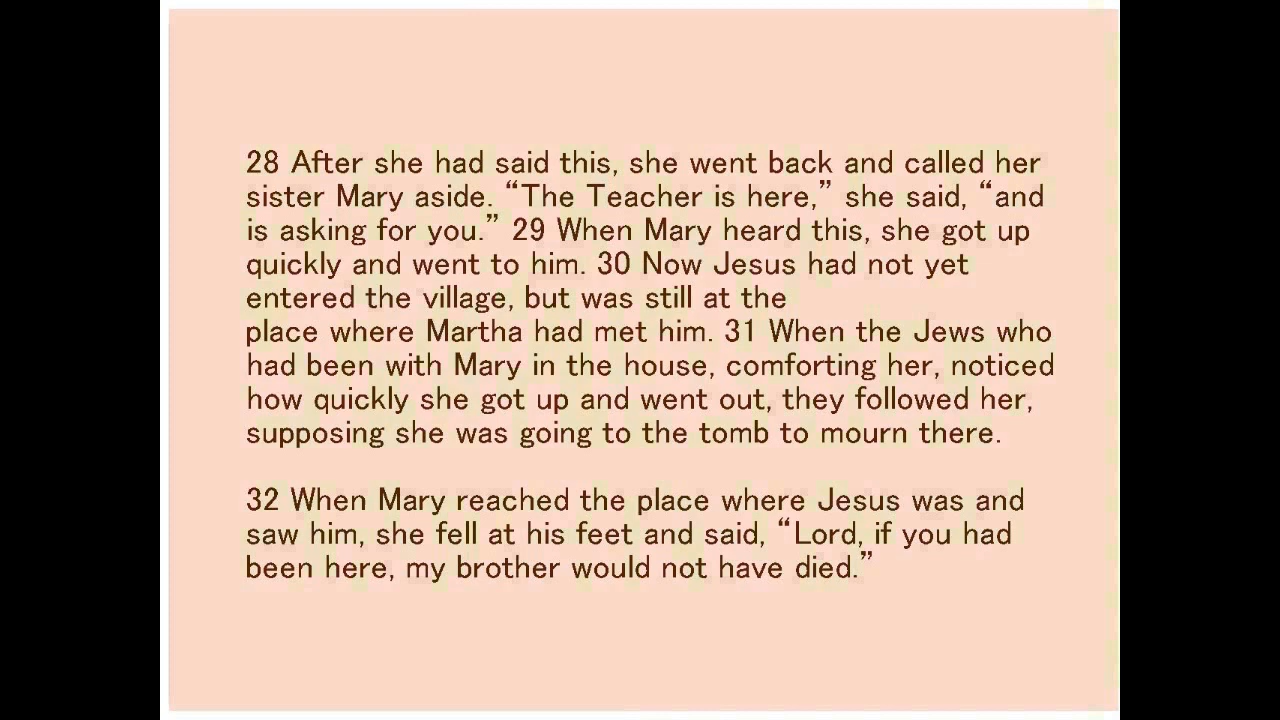 28 After she had said this, she went back and called her
sister Mary aside. “The Teacher is here,” she said, “and
is asking for you.” 29 When Mary heard this, she got up
quickly and went to him. 30 Now Jesus had not yet
entered the village, but was still at the
place where Martha had met him. 31 When the Jews who
had been with Mary in the house, comforting her, noticed
how quickly she got up and went out, they followed her,
supposing she was going to the tomb to mourn there.
32 When Mary reached the place where Jesus was and
saw him, she fell at his feet and said, “Lord, if you had
been here, my brother would not have died.”